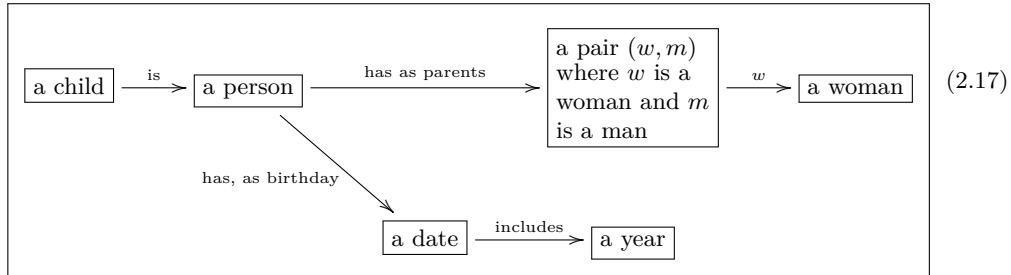 a pair (w, m)
is
has as parents
where w is a
w
a child
a person
woman and m
a woman
(2.17)
is a man
has, as birthday
includes
a date
a year